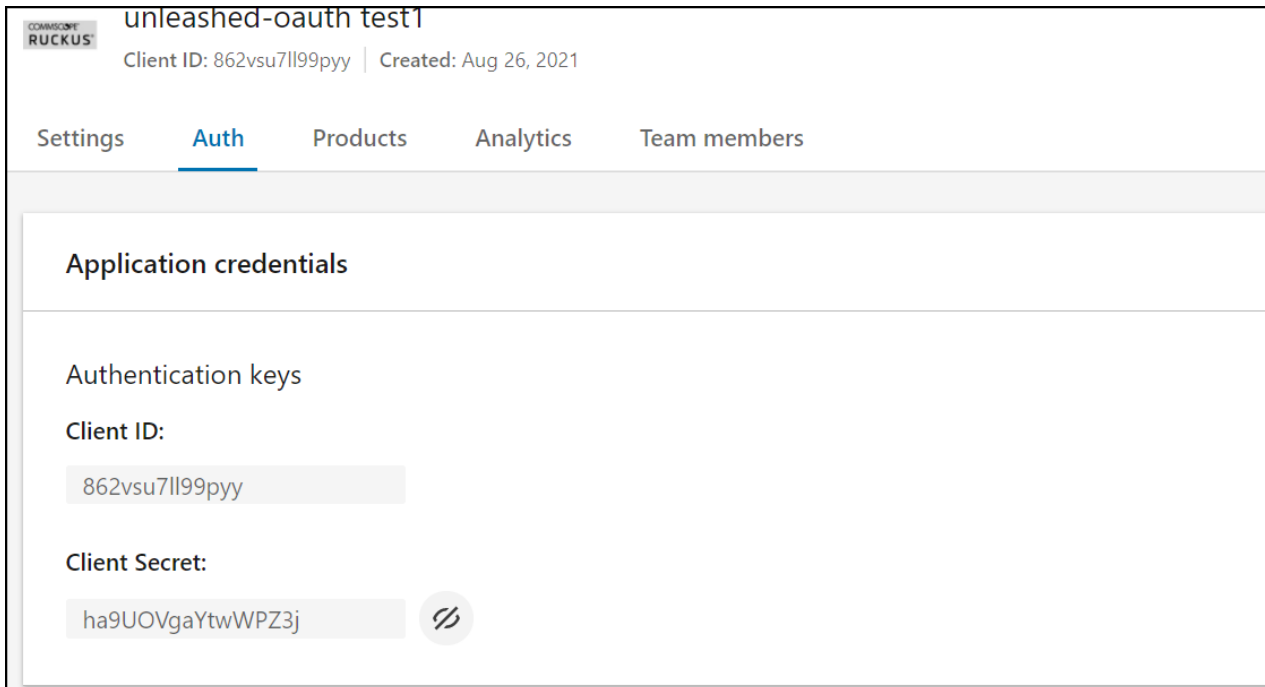 COMMSCOPE
RUCKUS
unleashed-oauth test1
Client ID: 862vsu7ll99pyy | Created: Aug 26, 2021
Settings Auth Products Analytics Team members
Application credentials
Authentication keys
Client ID:
862vsu7ll99pyy
Client Secret:
ha9UOVgaYtwWPZ3j